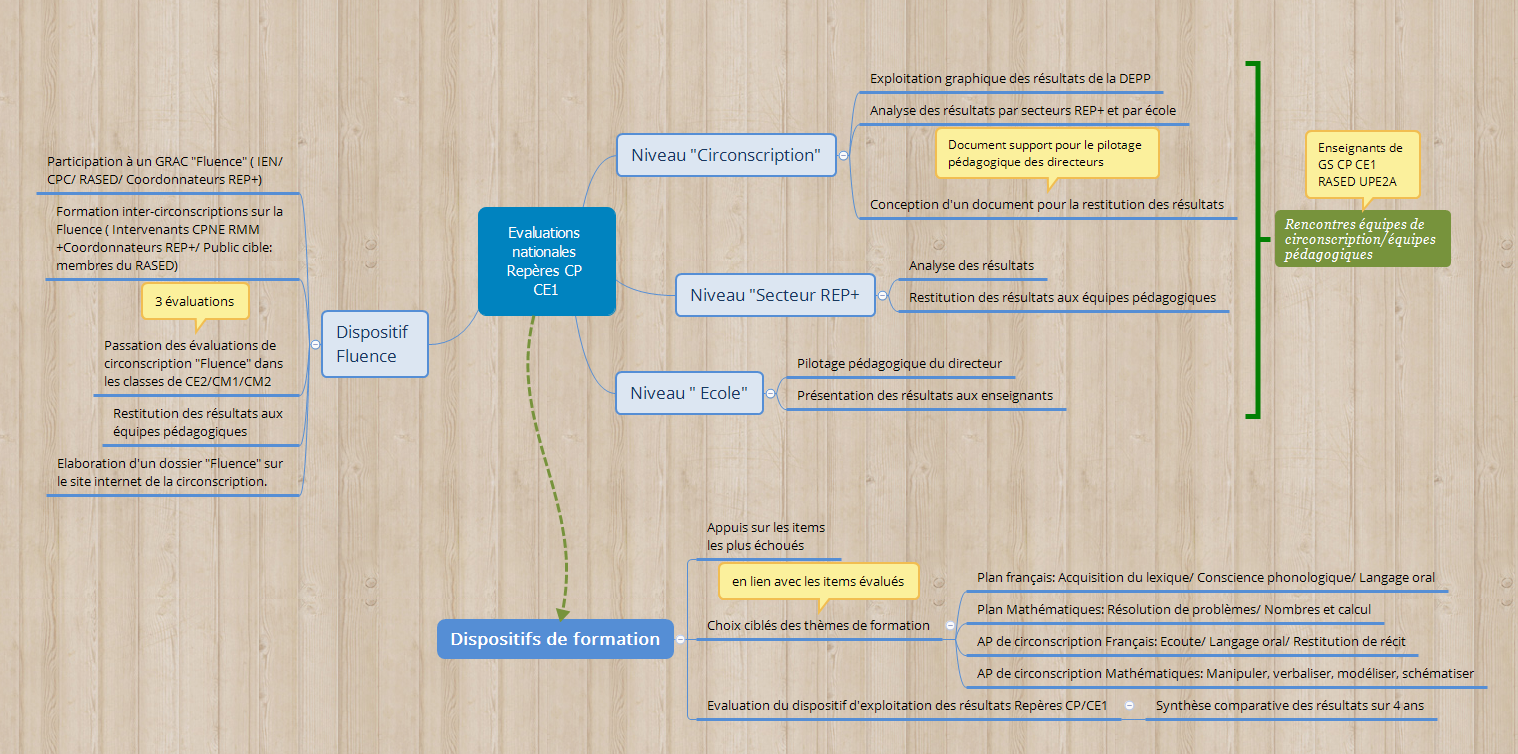 Evaluations
nationales
Repères CP
CE1
Niveau "Circonscription"
Exploitation graphique des résultats de la DEPP
Analyse des résultats par secteurs REP+ et par école
Document support pour le pilotage
pédagogique des directeurs
Conception d'un document pour la restitution des résultats
Niveau "Secteur REP+
Analyse des résultats
Restitution des résultats aux équipes pédagogiques
Niveau " Ecole"
Pilotage pédagogique du directeur
Présentation des résultats aux enseignants
Enseignants de
GS CP CE1
RASED UPE2A
Rencontres équipes de
circonscription/équipes
pédagogiques
Dispositif
Fluence
Participation à un GRAC "Fluence" ( IEN/
CPC/ RASED/ Coordonnateurs REP+)
Formation inter-circonscriptions sur la
Fluence ( Intervenants CPNE RMM
+Coordonnateurs REP+/ Public cible:
membres du RASED)
3 évaluations
Passation des évaluations de
circonscription "Fluence" dans
les classes de CE2/CM1/CM2
Restitution des résultats aux
équipes pédagogiques
Elaboration d'un dossier "Fluence" sur
le site internet de la circonscription.
Dispositifs de formation
Appuis sur les items
les plus échoués
en lien avec les items évalués
Choix ciblés des thèmes de formation
Plan français: Acquisition du lexique/ Conscience phonologique/ Langage oral
Plan Mathématiques: Résolution de problèmes/ Nombres et calcul
AP de circonscription Français: Ecoute/ Langage oral/ Restitution de récit
AP de circonscription Mathématiques: Manipuler, verbaliser, modéliser, schématiser
Evaluation du dispositif d'exploitation des résultats Repères CP/CE1
Synthèse comparative des résultats sur 4 ans